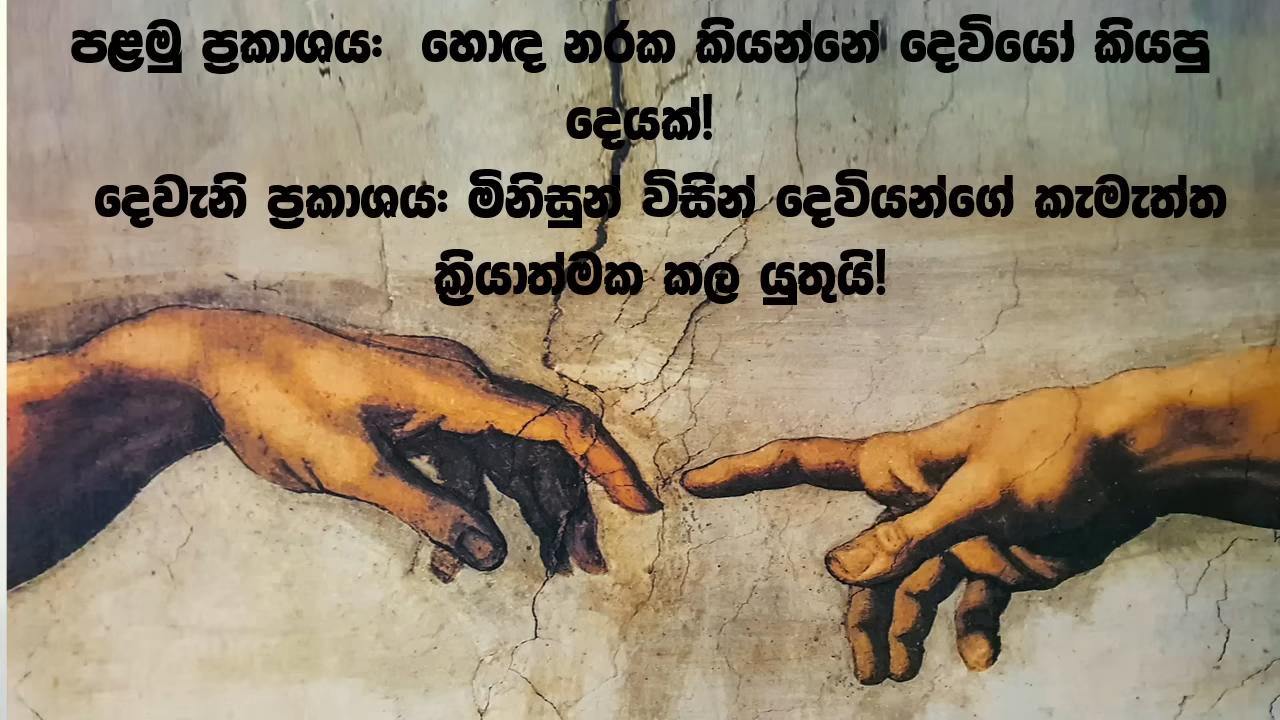 පළමු ප්‍රකාශය:  හොඳ නරක කියන්නේ දෙවියෝ කියපු
දෙයක්!
දෙවැනි ප්‍රකාශය: මිනිසුන් විසින් දෙවියන්ගේ කැමැත්ත
ක්‍රියාත්මක කල යුතුයි!